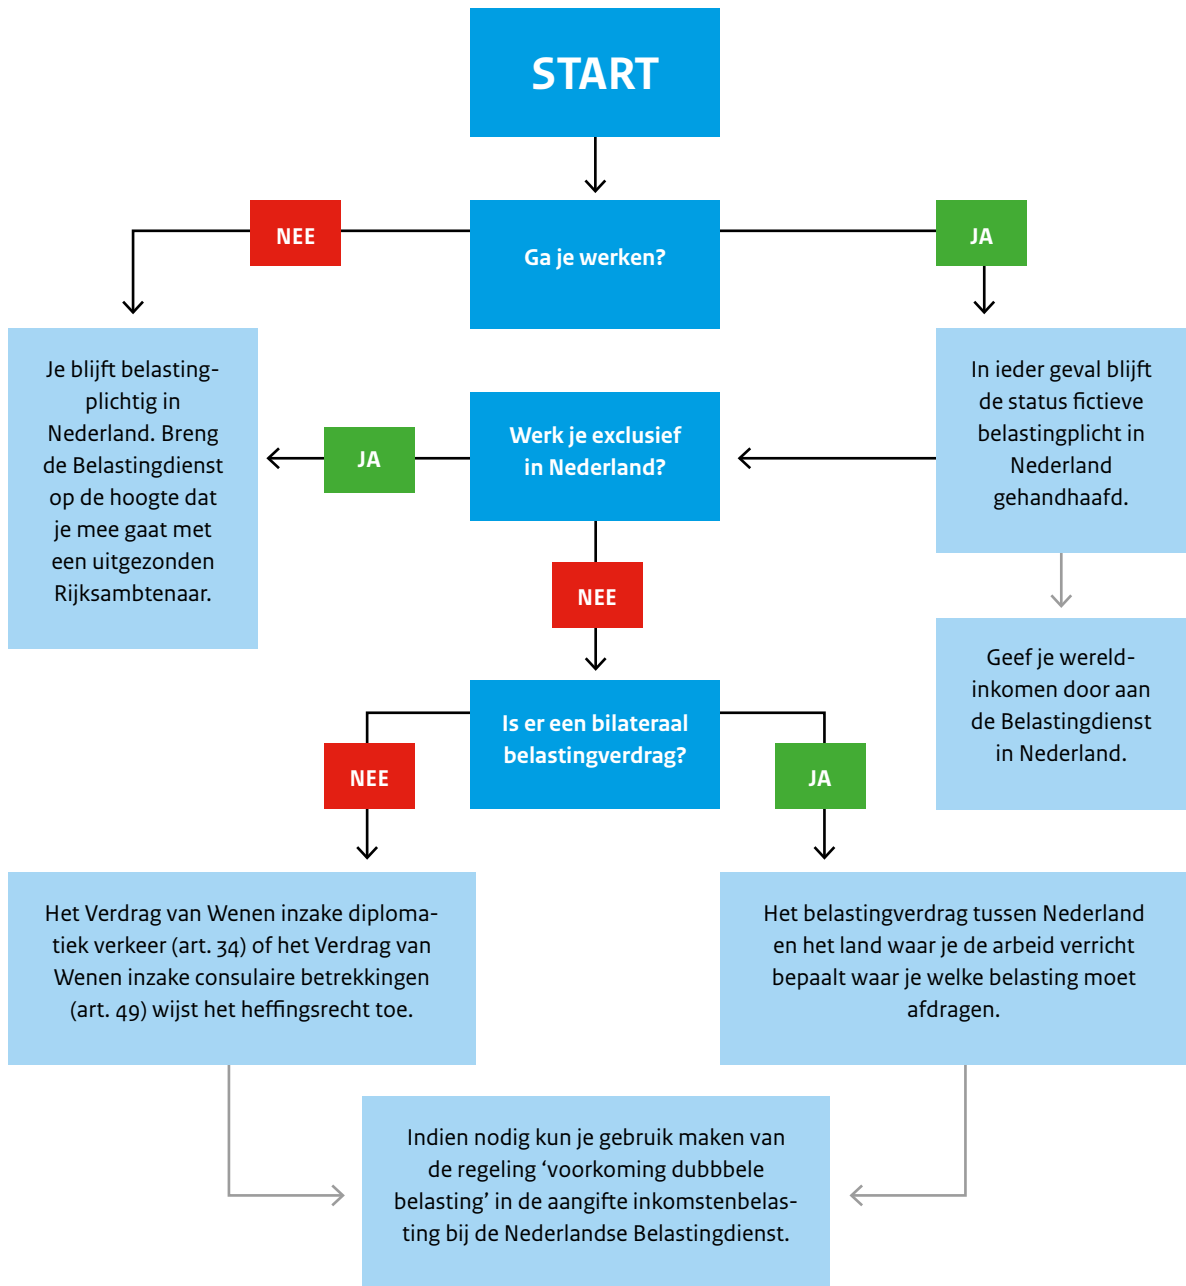 START
NEE
Ga je werken?
JA
Je blijft belasting-
plichtig in
Nederland. Breng
de Belastingdienst
op de hoogte dat
je mee gaat met
een uitgezonden
Rijksambtenaar.
JA
Werk je exclusief
in Nederland?
In ieder geval blijft
de status fictieve
belastingplicht in
Nederland
gehandhaafd.
NEE
Geef je wereld-
inkomen door aan
de Belastingdienst
in Nederland.
Is er een bilateraal
belastingverdrag?
NEE
JA
Het Verdrag van Wenen inzake diploma-
tiek verkeer (art. 34) of het Verdrag van
Wenen inzake consulaire betrekkingen
(art. 49) wijst het heffingsrecht toe.
Het belastingverdrag tussen Nederland
en het land waar je de arbeid verricht
bepaalt waar je welke belasting moet
afdragen.
Indien nodig kun je gebruik maken van
de regeling ‘voorkoming dubbbele
belasting’ in de aangifte inkomstenbelas-
ting bij de Nederlandse Belastingdienst.